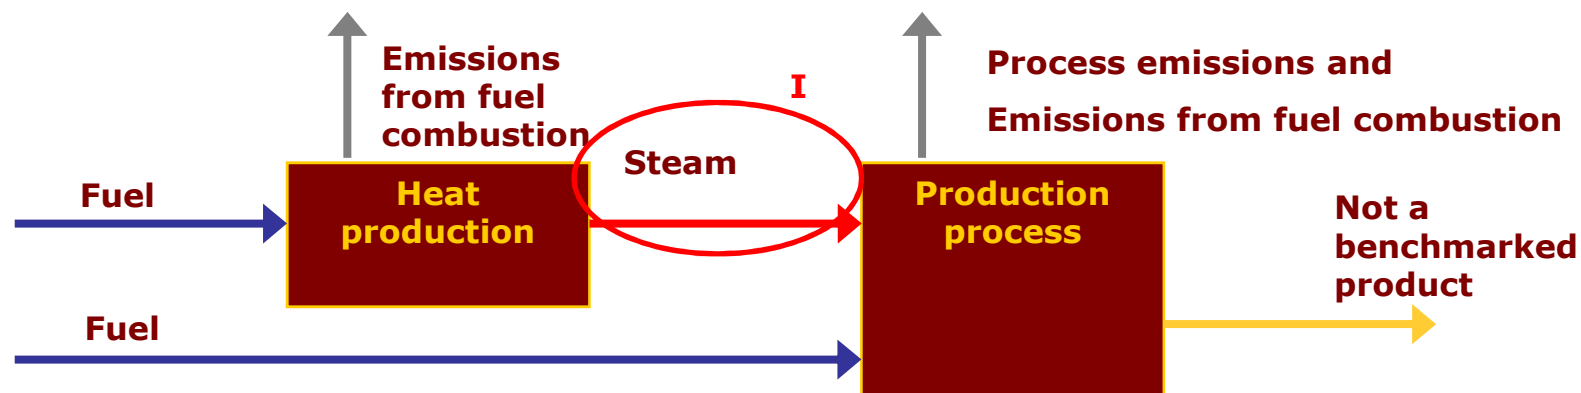 Emissions
from fuel
combustion
I
Process emissions and
Emissions from fuel combustion
Steam
Fuel
Heat
production
Production
process
Not a
benchmarked
product
Fuel